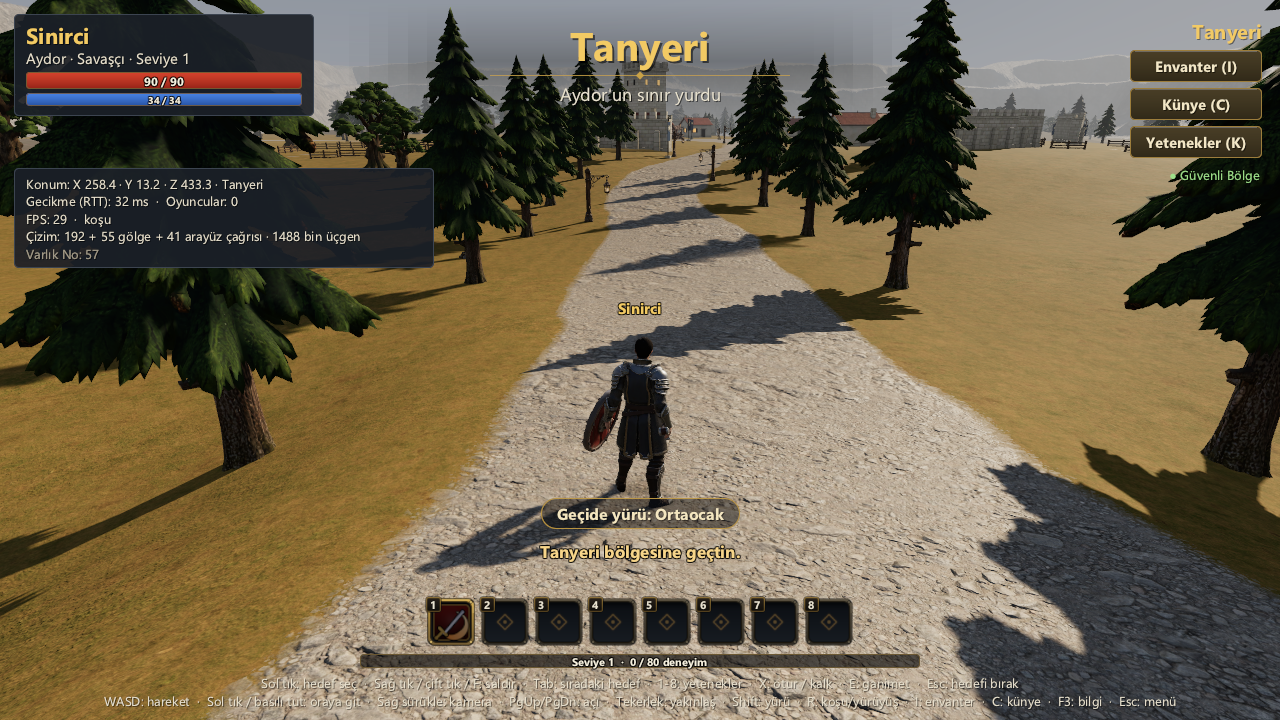 Sinirci
Aydor · Savaşçı · Seviye 1
90 / 90
34 / 34
Konum: X 258.4 · Y 13.2 · Z 433.3 · Tanyeri
Gecikme (RTT): 32 ms · Oyuncular: 0
FPS: 29 · koşu
Çizim: 192 + 55 gölge + 41 arayüz çağrısı · 1488 bin üçgen
Varlık No: 57
Tanyeri
Aydor'un sınır yurdu
Tanyeri
Envanter (I)
Künye (C)
Yetenekler (K)
Güvenli Bölge
Sinirci
Geçide yürü: Ortaocak
Tanyeri bölgesine geçtin.
1 2 3 4 5 6 7 8
Seviye 1 · 0 / 80 deneyim
Sol tık: hedef seç · Sağ tık / çift tık / F: saldır · Tab: sıradaki hedef · 1-8: yetenekler · X: otur / kalk · E: ganimet · Esc: hedefi bırak
WASD: hareket · Sol tık / basılı tut: oraya git · Sağ sürükle: kamera · PgUp/PgDn: açı · Tekerlek: yakınlaş · Shift: yürü · R: koşu/yürüyüş · I: envanter · C: künye · F3: bilgi · Esc: menü